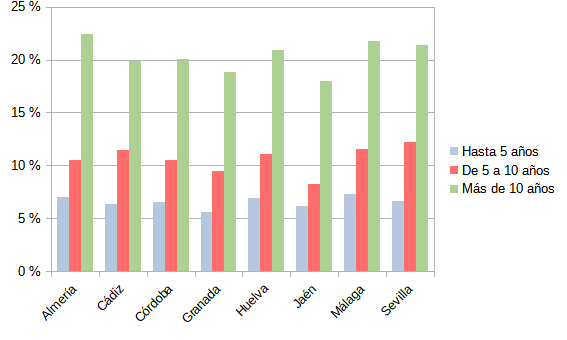 25 %
20 %
15 %
10 %
5 %
0 %
Almería
Cádiz
Córdoba
Granada
Huelva
Jaén
Málaga
Sevilla
Hasta 5 años
De 5 a 10 años
Más de 10 años